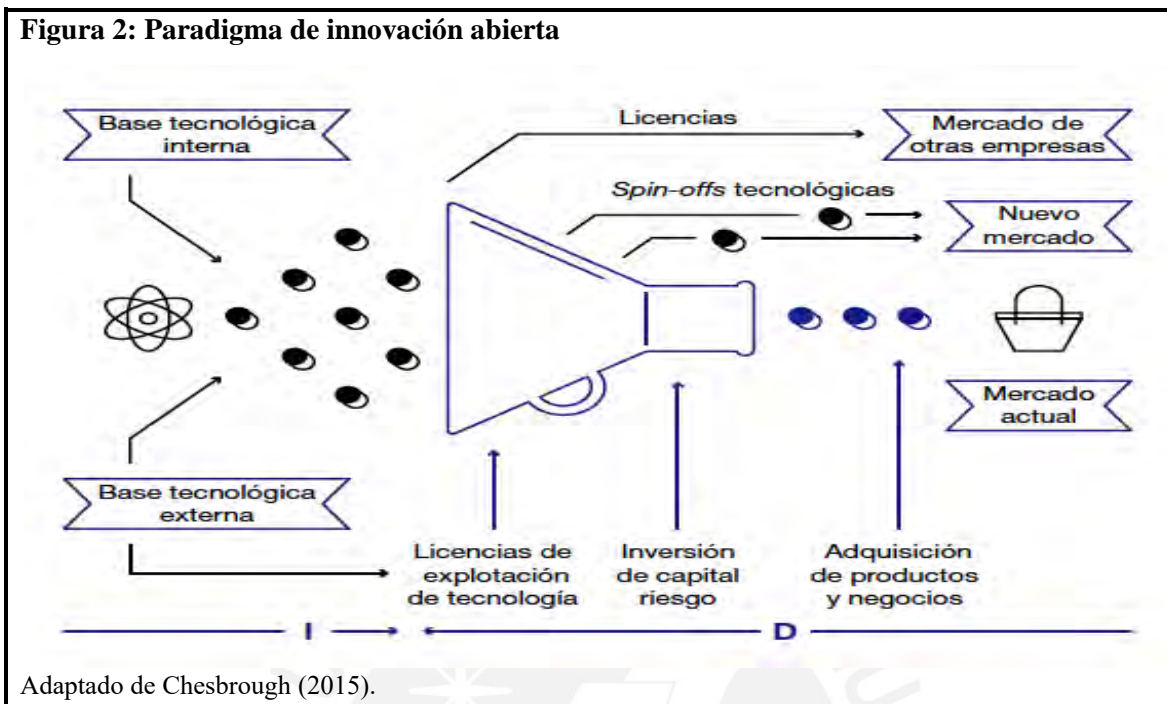 Figura 2: Paradigma de innovación abierta
Base tecnológica
interna
Licencias
Mercado de
otras empresas
Spin-offs tecnológicas
Nuevo
mercado
Mercado
actual
Base tecnológica
externa
Licencias de
explotación
de tecnología
Inversión
de capital
riesgo
Adquisición
de productos
y negocios
I
D
Adaptado de Chesbrough (2015).